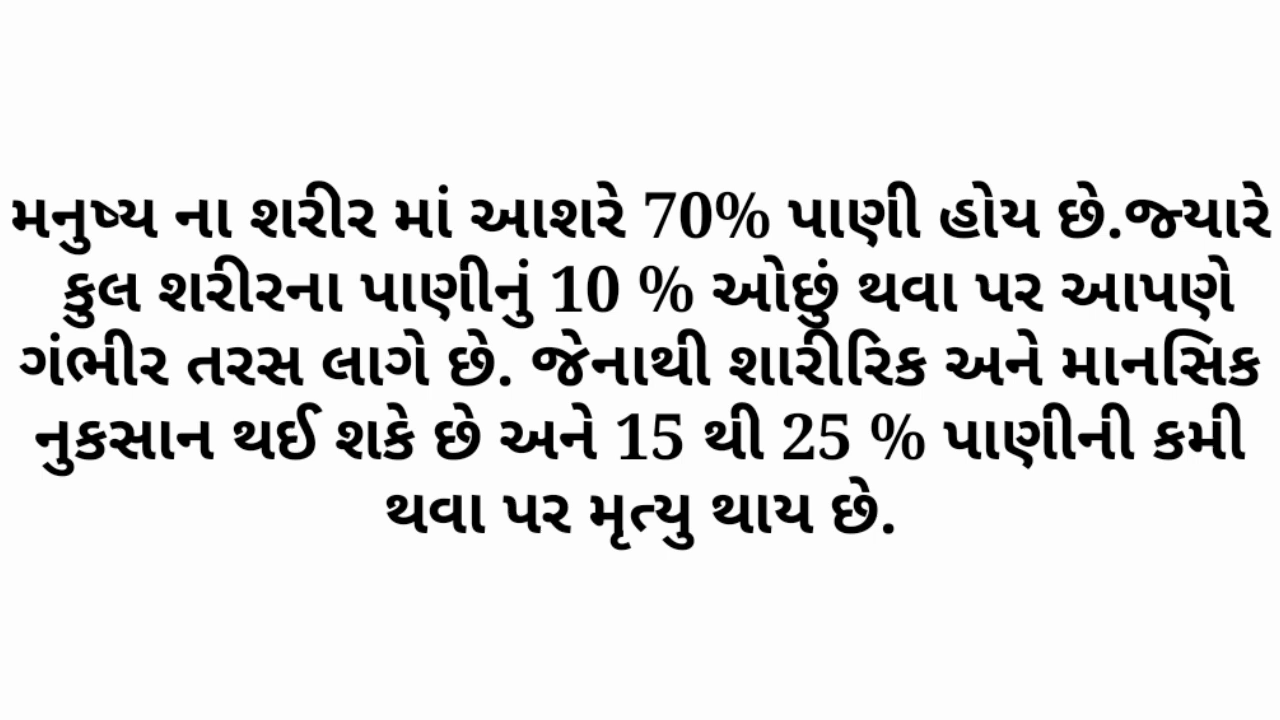 મનુષ્ય ના શરીર માં આશરે 70% પાણી હોય છે.જ્યારે
કુલ શરીરના પાણીનું 10 % ઓછું થવા પર આપણે
ગંભીર તરસ લાગે છે. જેનાથી શારીરિક અને માનસિક
નુકસાન થઈ શકે છે અને 15 થી 25 % પાણીની કમી
થવા પર મૃત્યુ થાય છે.